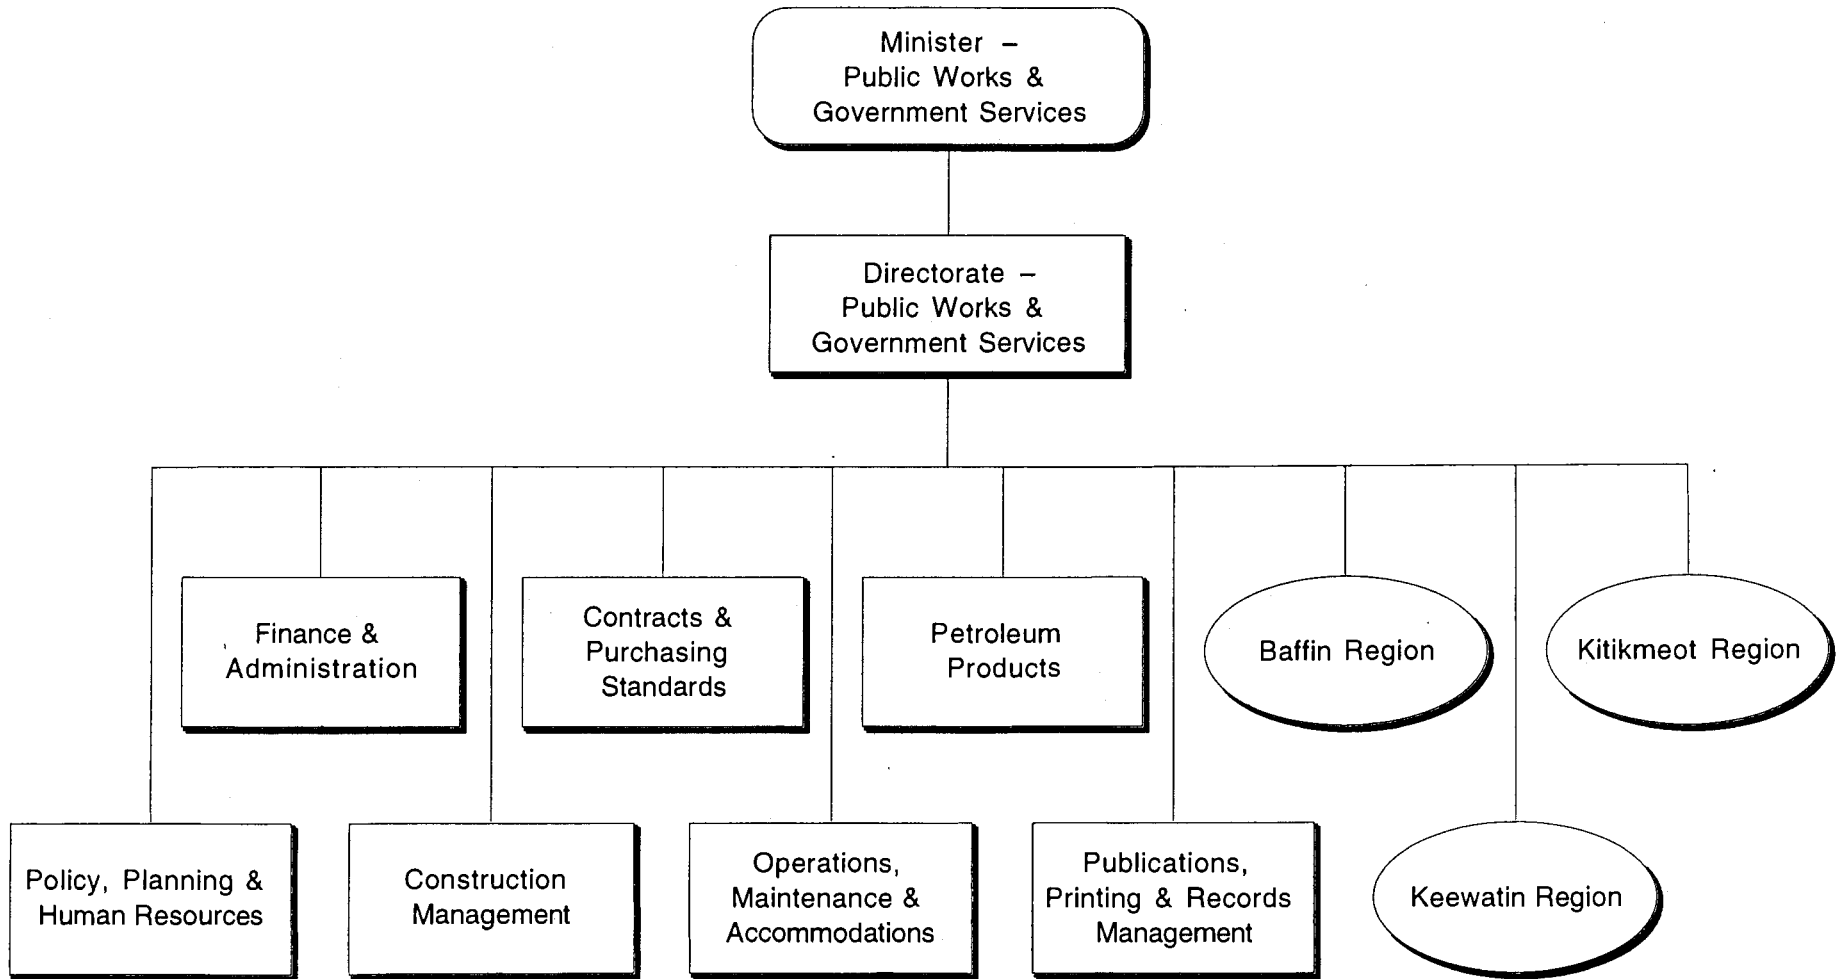 Minister –
Public Works &
Government Services
Directorate –
Public Works &
Government Services
Finance &
Administration
Contracts &
Purchasing
Standards
Petroleum
Products
Baffin Region
Kitikmeot Region
Policy, Planning &
Human Resources
Construction
Management
Operations,
Maintenance &
Accommodations
Publications,
Printing & Records
Management
Keewatin Region